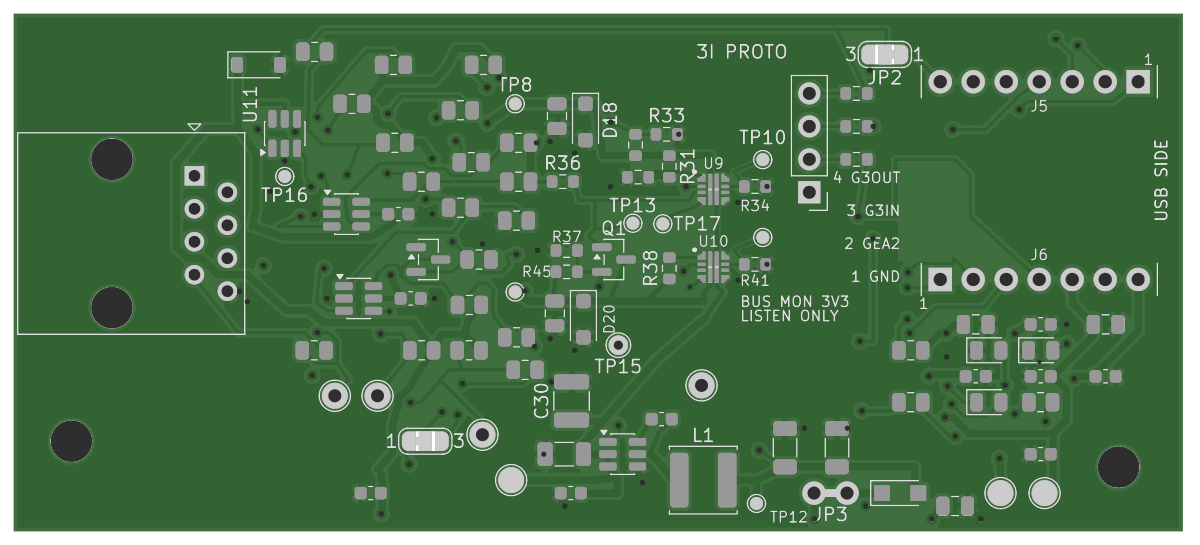 3I PROTO
3 1
JP2
1
J5
U11
TP8
D18
R33
TP10
R31
R36
U9
4 G3OUT
USB SIDE
TP16
TP13
TP17
R34
3 G3IN
Q1
R37
U10
2 GEA2
J6
R45
R38
R41
1 GND
1
D20
BUS MON 3V3
LISTEN ONLY
TP15
C30
1 3
L1
TP12
JP3